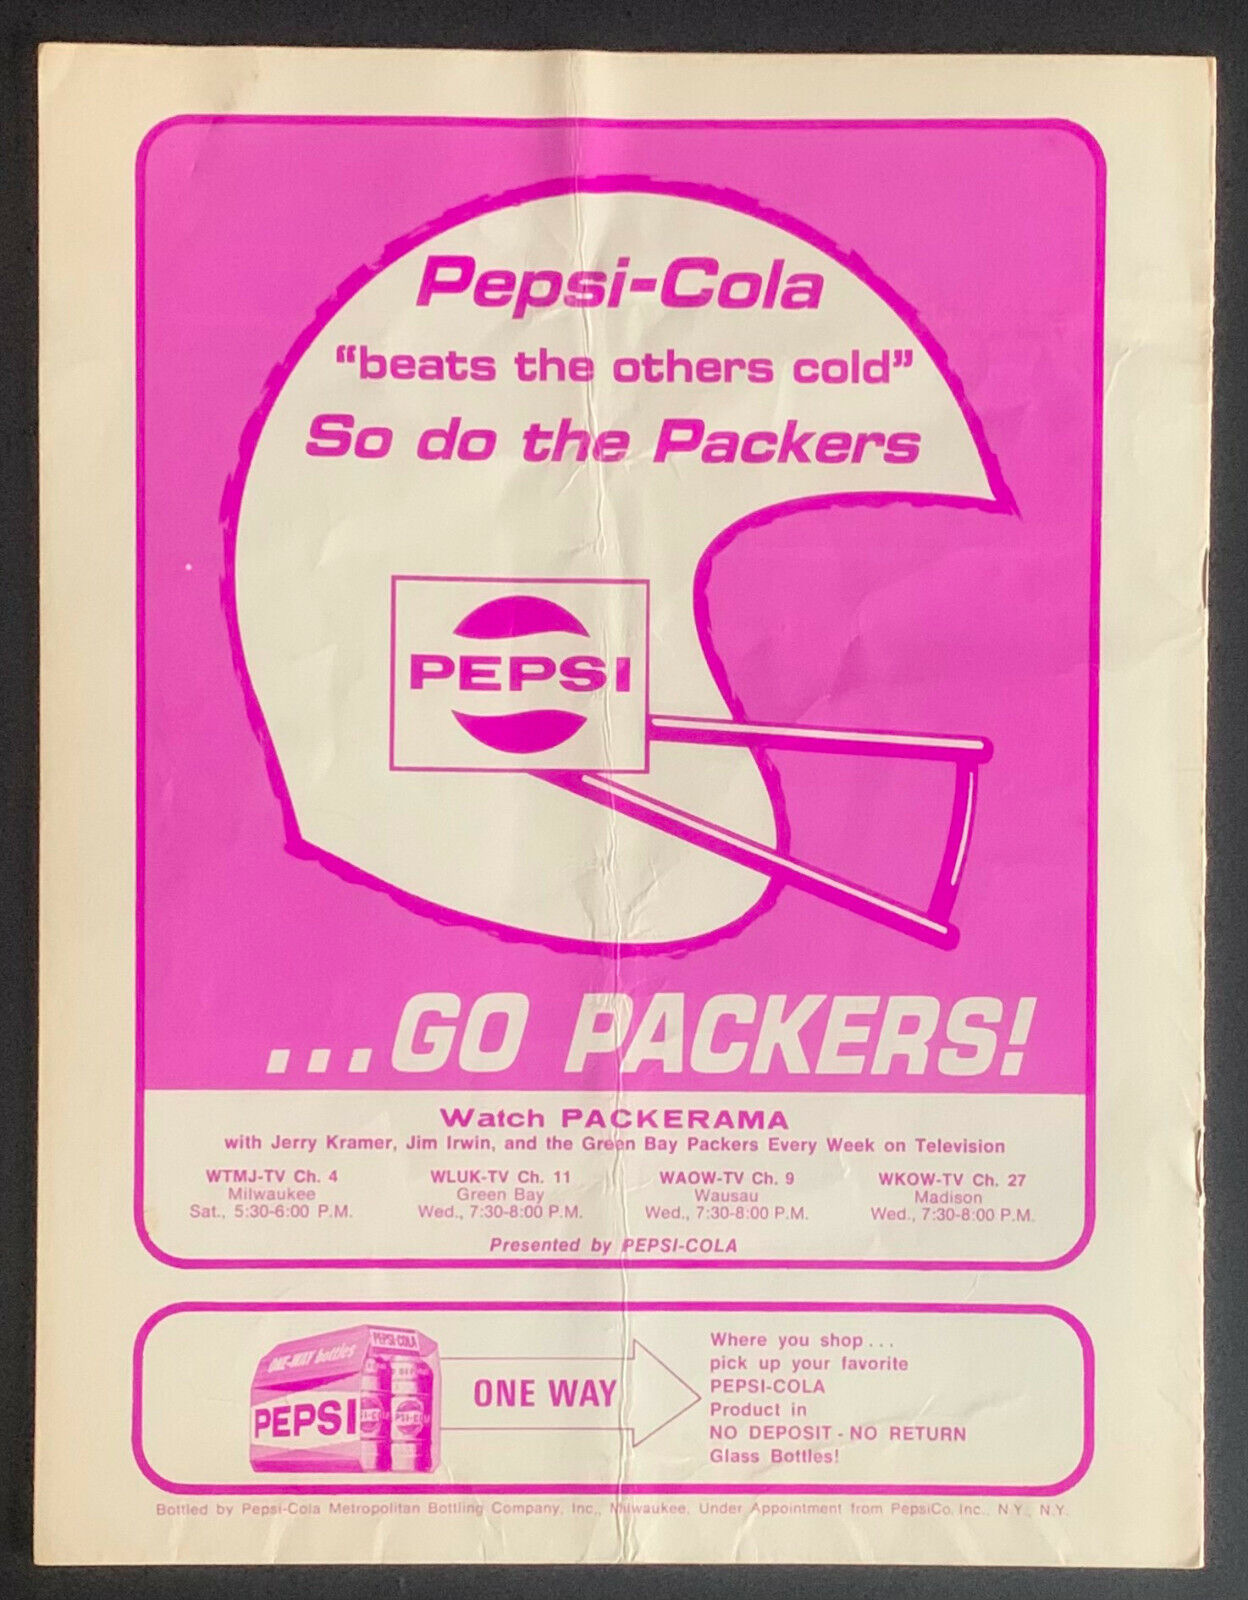 Pepsi-Cola
"beats the others cold"
So do the Packers
PEPSI
...GO PACKERS!
Watch PACKERAMA
with Jerry Kramer, Jim Irwin, and the Green Bay Packers Every Week on Television
WTMJ-TV Ch. 4
Milwaukee
Sat., 5:30-6:00 P.M.
WLUK-TV Ch. 11
Green Bay
Wed., 7:30-8:00 P.M.
WAOW-TV Ch. 9
Wausau
Wed., 7:30-8:00 P.M.
WKOW-TV Ch. 27
Madison
Wed., 7:30-8:00 P.M.
Presented by PEPSI-COLA
PEPSI-COLA
ONE-WAY bottles
PEPSI
ONE WAY
Where you shop...
pick up your favorite
PEPSI-COLA
Product in
NO DEPOSIT - NO RETURN
Glass Bottles!
Bottled by Pepsi-Cola Metropolitan Bottling Company, Inc., Milwaukee, Under Appointment from PepsiCo, Inc., N.Y., N.Y.